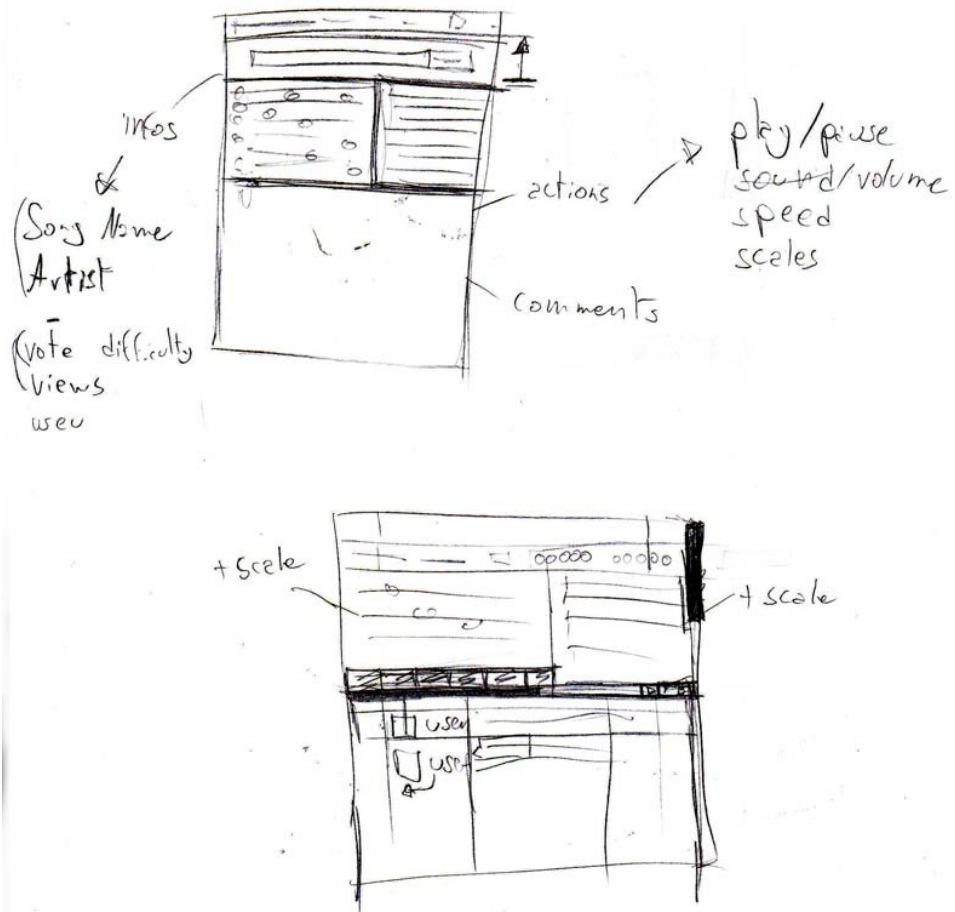 infos
Song Name
Artist
vote difficulty
views
user
actions
comments
play/pause
sound/volume
speed
scales
+ scale
+ scale
user
user